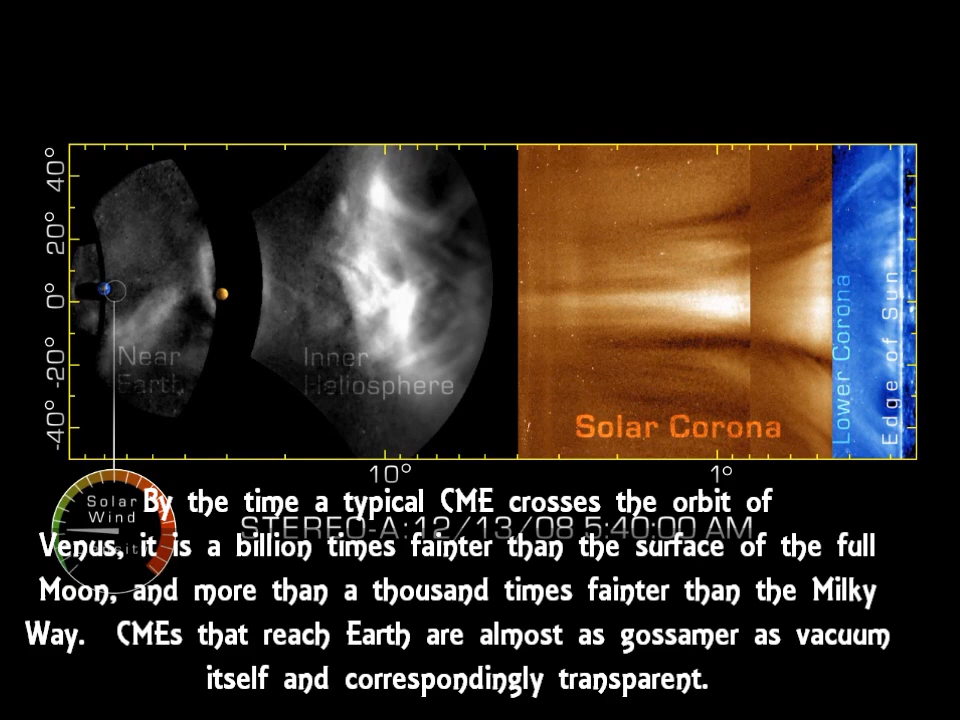 40°
20°
0°
-20°
-40°
Near
Earth
Inner
Heliosphere
Solar Corona
Lower Corona
Edge of Sun
10°
1°
Solar
Wind
STEREO-A: 12/13/08 5:40:00 AM
By the time a typical CME crosses the orbit of
Venus, it is a billion times fainter than the surface of the full
Moon, and more than a thousand times fainter than the Milky
Way. CMEs that reach Earth are almost as gossamer as vacuum
itself and correspondingly transparent.